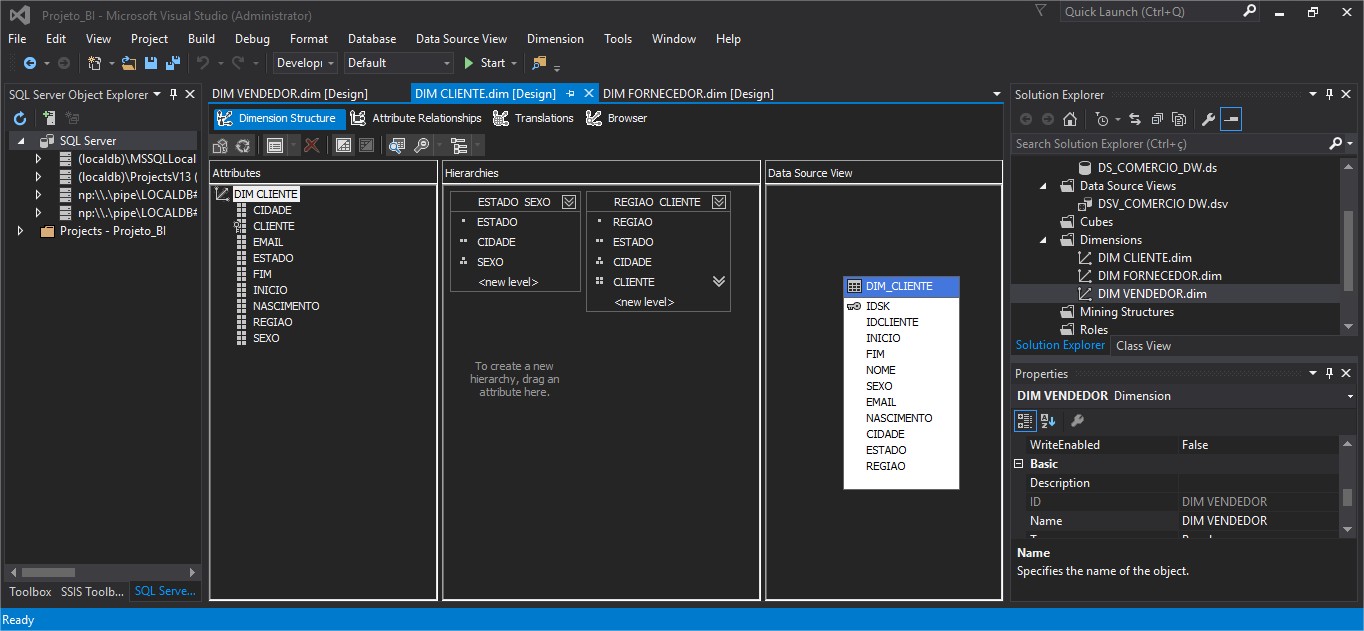 Projeto_BI - Microsoft Visual Studio (Administrator)
Quick Launch (Ctrl+Q)
File Edit View Project Build Debug Format Database Data Source View Dimension Tools Window Help
Develop Default Start
SQL Server Object Explorer
SQL Server
(localdb)\MSSQLLocal
(localdb)\ProjectsV13 (
np:\\.\pipe\LOCALDB#
np:\\.\pipe\LOCALDB#
Projects - Projeto_BI
Toolbox SSIS Toolb... SQL Serve...
DIM VENDEDOR.dim [Design] DIM CLIENTE.dim [Design] DIM FORNECEDOR.dim [Design]
Dimension Structure Attribute Relationships Translations Browser
Attributes
DIM CLIENTE
CIDADE
CLIENTE
EMAIL
ESTADO
FIM
INICIO
NASCIMENTO
REGIAO
SEXO
Hierarchies
ESTADO SEXO
ESTADO
CIDADE
SEXO
<new level>
REGIAO CLIENTE
REGIAO
ESTADO
CIDADE
CLIENTE
<new level>
To create a new
hierarchy, drag an
attribute here.
Data Source View
DIM_CLIENTE
IDSK
IDCLIENTE
INICIO
FIM
NOME
SEXO
EMAIL
NASCIMENTO
CIDADE
ESTADO
REGIAO
Solution Explorer
Search Solution Explorer (Ctrl+ç)
DS_COMERCIO_DW.ds
Data Source Views
DSV_COMERCIO DW.dsv
Cubes
Dimensions
DIM CLIENTE.dim
DIM FORNECEDOR.dim
DIM VENDEDOR.dim
Mining Structures
Roles
Solution Explorer Class View
Properties
DIM VENDEDOR Dimension
WriteEnabled False
Basic
Description
ID DIM VENDEDOR
Name DIM VENDEDOR
Name
Specifies the name of the object.
Ready